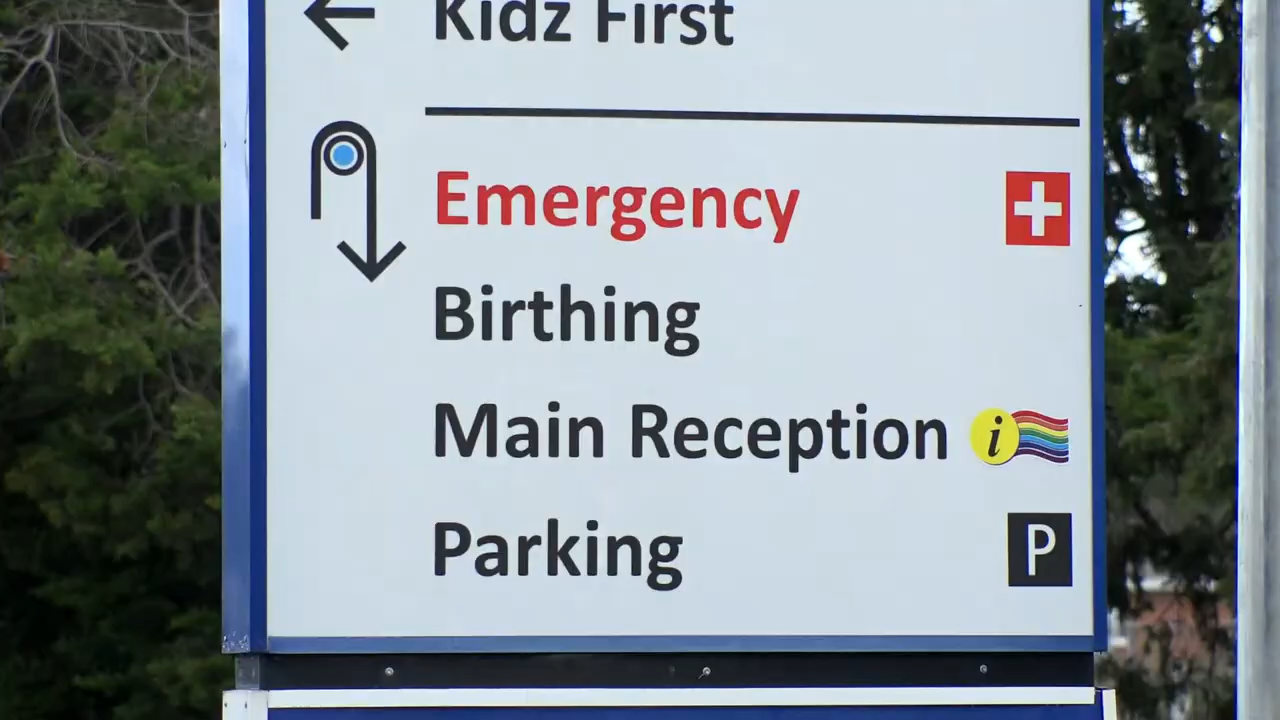 Kidz First
Emergency
Birthing
Main Reception i
Parking P